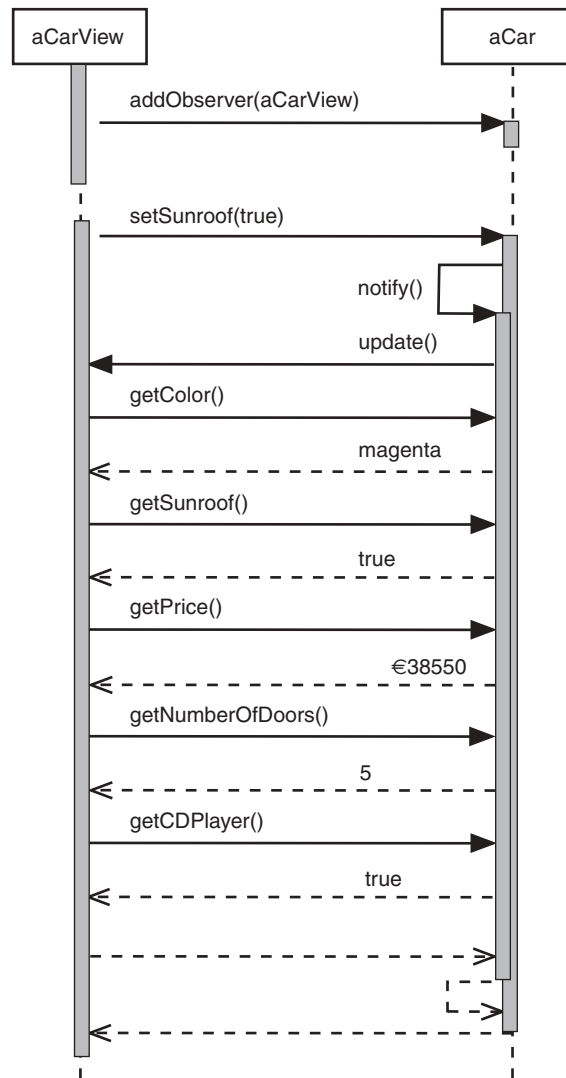 aCarView
aCar
addObserver(aCarView)
setSunroof(true)
notify()
update()
getColor()
magenta
getSunroof()
true
getPrice()
€38550
getNumberOfDoors()
5
getCDPlayer()
true